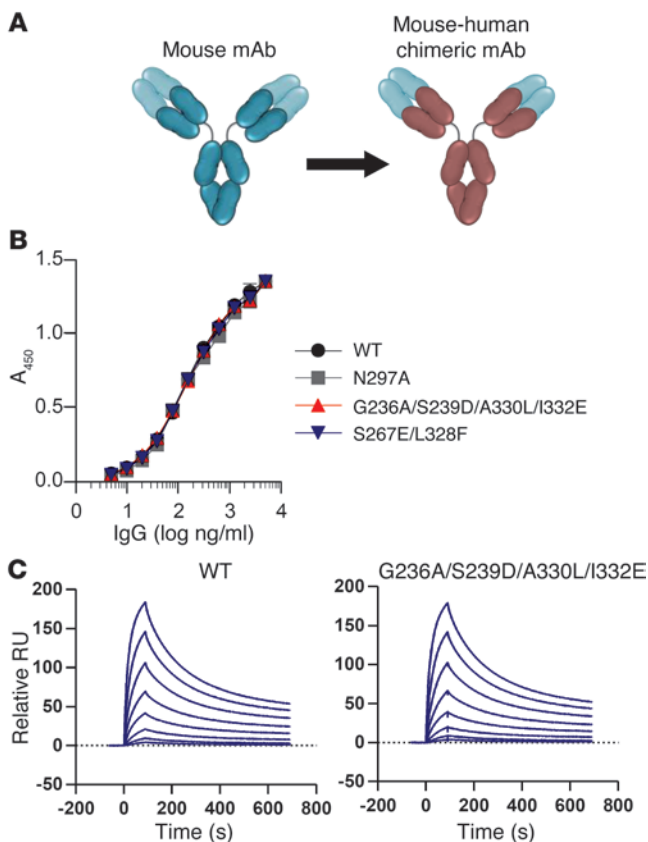 A
Mouse mAb
Mouse-human
chimeric mAb
B
1.5
1.0
0.5
0.0
A450
0 1 2 3 4
IgG (log ng/ml)
WT
N297A
G236A/S239D/A330L/I332E
S267E/L328F
C
WT
200
150
100
50
0
-50
Relative RU
-200 0 200 400 600 800
Time (s)
G236A/S239D/A330L/I332E
200
150
100
50
0
-50
-200 0 200 400 600 800
Time (s)